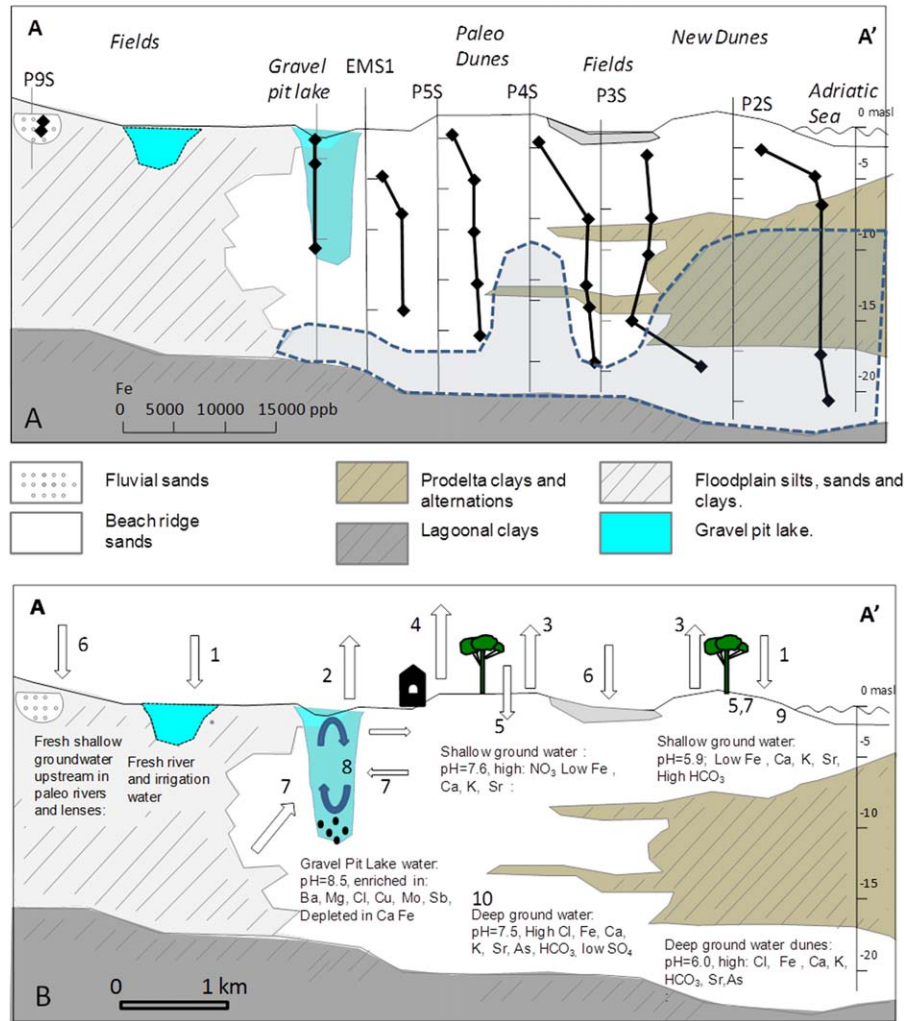 A
A'
Fields
Paleo
Dunes
New Dunes
Gravel
pit lake
EMS1
Fields
P9S
P5S
P4S
P3S
P2S
Adriatic
Sea
0 masl
-5
-10
-15
-20
Fe
0 5000 10000 15000 ppb
A
Fluvial sands
Beach ridge
sands
Prodelta clays and
alternations
Lagoonal clays
Floodplain silts, sands and
clays.
Gravel pit lake.
A
A'
6
1
2
4
3
6
3
1
5
5,7
9
0 masl
-5
-10
-15
-20
Fresh shallow
groundwater
upstream in
paleo rivers
and lenses:
Fresh river
and irrigation
water
7
8
7
Shallow ground water :
pH=7.6, high: NO3 Low Fe ,
Ca, K, Sr :
Shallow ground water:
pH=5.9; Low Fe , Ca, K, Sr,
High HCO3
Gravel Pit Lake water:
pH=8.5, enriched in:
Ba, Mg, Cl, Cu, Mo, Sb,
Depleted in Ca Fe
10
Deep ground water:
pH=7.5, High Cl, Fe, Ca,
K, Sr, As, HCO3, low SO4
Deep ground water dunes:
pH=6.0, high: Cl, Fe , Ca, K,
HCO3, Sr,As
:
B
0 1 km